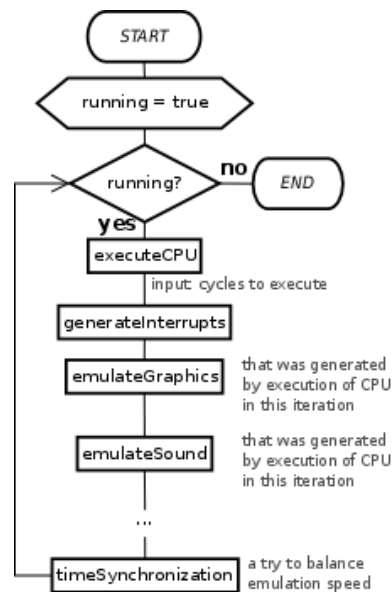 START
running = true
running?
no
END
yes
executeCPU
input: cycles to execute
generateInterrupts
emulateGraphics
that was generated
by execution of CPU
in this iteration
emulateSound
that was generated
by execution of CPU
in this iteration
...
timeSynchronization
a try to balance
emulation speed